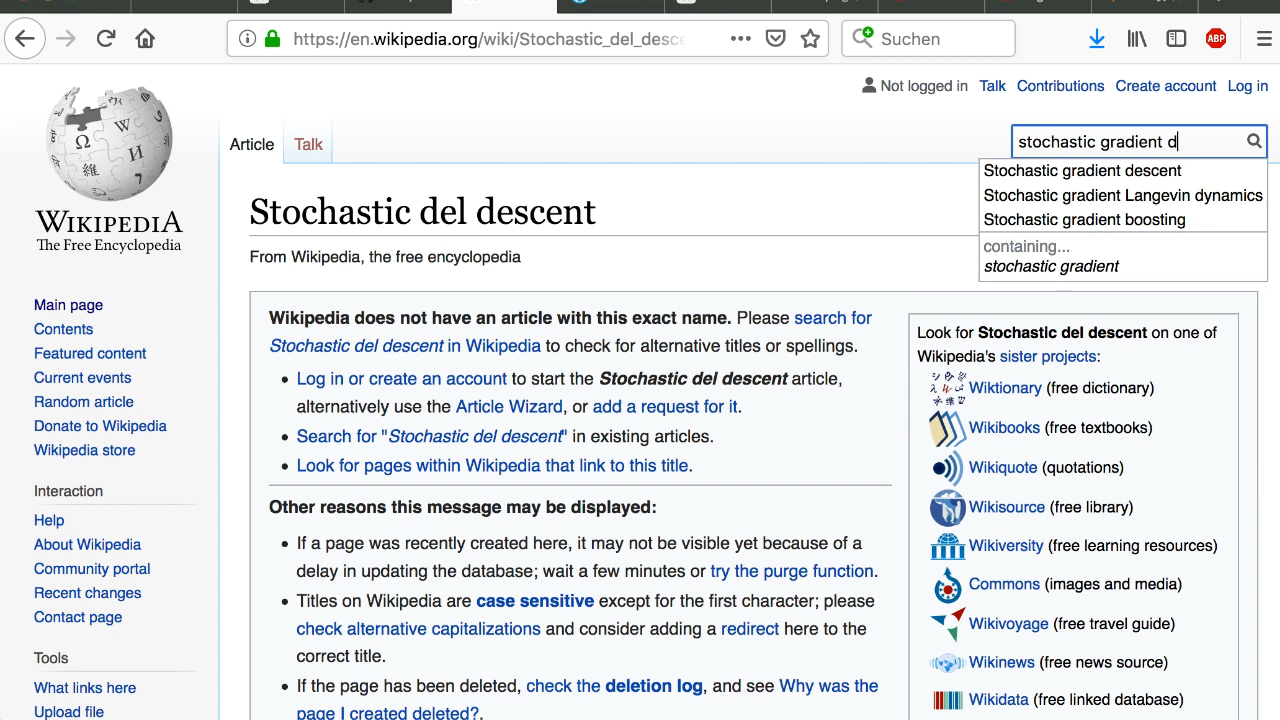 https://en.wikipedia.org/wiki/Stochastic_del_desce
Suchen
ABP
Not logged in Talk Contributions Create account Log in
Article Talk
stochastic gradient d
Stochastic gradient descent
Stochastic gradient Langevin dynamics
Stochastic gradient boosting
containing...
stochastic gradient
WIKIPEDIA
The Free Encyclopedia
Main page
Contents
Featured content
Current events
Random article
Donate to Wikipedia
Wikipedia store
Interaction
Help
About Wikipedia
Community portal
Recent changes
Contact page
Tools
What links here
Upload file
Stochastic del descent
From Wikipedia, the free encyclopedia
Wikipedia does not have an article with this exact name. Please search for
Stochastic del descent in Wikipedia to check for alternative titles or spellings.
• Log in or create an account to start the Stochastic del descent article,
alternatively use the Article Wizard, or add a request for it.
• Search for "Stochastic del descent" in existing articles.
• Look for pages within Wikipedia that link to this title.
Other reasons this message may be displayed:
• If a page was recently created here, it may not be visible yet because of a
delay in updating the database; wait a few minutes or try the purge function.
• Titles on Wikipedia are case sensitive except for the first character; please
check alternative capitalizations and consider adding a redirect here to the
correct title.
• If the page has been deleted, check the deletion log, and see Why was the
page I created deleted?.
Look for Stochastic del descent on one of
Wikipedia's sister projects:
Wiktionary (free dictionary)
Wikibooks (free textbooks)
Wikiquote (quotations)
Wikisource (free library)
Wikiversity (free learning resources)
Commons (images and media)
Wikivoyage (free travel guide)
Wikinews (free news source)
Wikidata (free linked database)